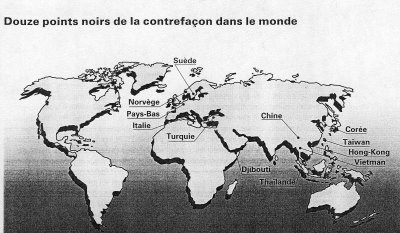 Douze points noirs de la contrefaçon dans le monde
Suède
Norvège
Pays-Bas
Italie
Turquie
Chine
Corée
Taiwan
Hong-Kong
Vietman
Djibouti
Thaïlande